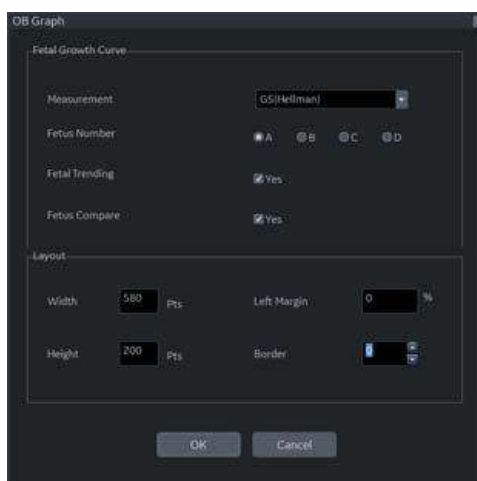 OB Graph
Fetal Growth Curve
Measurement GS(Hellman)
Fetus Number A B C D
Fetal Trending Yes
Fetus Compare Yes
Layout
Width 580 Pts Left Margin 0 %
Height 200 Pts Border 0
OK Cancel